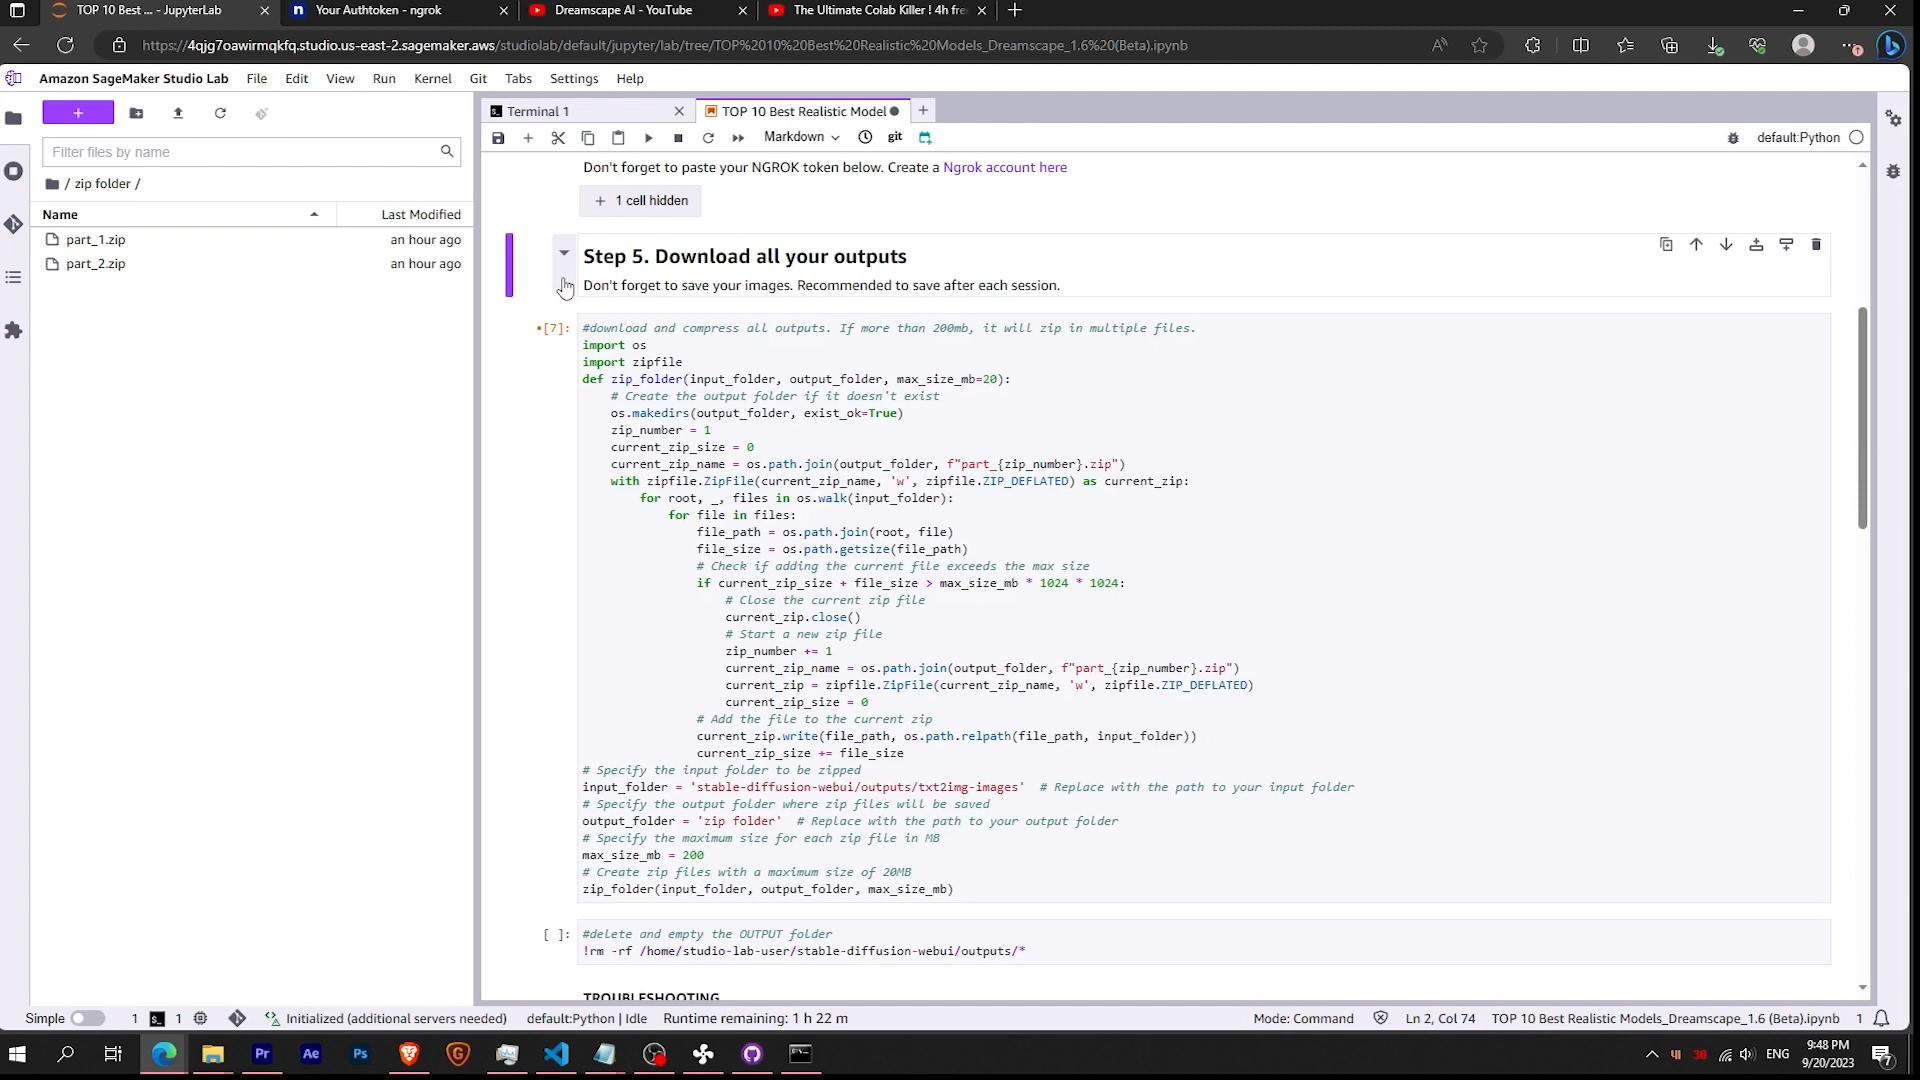 TOP 10 Best ... - JupyterLab
Your Authtoken - ngrok
Dreamscape AI - YouTube
The Ultimate Colab Killer ! 4h fre
https://4qjg7oawirmqkfq.studio.us-east-2.sagemaker.aws/studiolab/default/jupyter/lab/tree/TOP%2010%20Best%20Realistic%20Models_Dreamscape_1.6%20(Beta).ipynb
Amazon SageMaker Studio Lab File Edit View Run Kernel Git Tabs Settings Help
Terminal 1
TOP 10 Best Realistic Model
Markdown
git
default:Python
Filter files by name
/ zip folder /
Name Last Modified
part_1.zip an hour ago
part_2.zip an hour ago
Don't forget to paste your NGROK token below. Create a Ngrok account here
1 cell hidden
Step 5. Download all your outputs
Don't forget to save your images. Recommended to save after each session.
[7]: #download and compress all outputs. If more than 200mb, it will zip in multiple files.
import os
import zipfile
def zip_folder(input_folder, output_folder, max_size_mb=20):
# Create the output folder if it doesn't exist
os.makedirs(output_folder, exist_ok=True)
zip_number = 1
current_zip_size = 0
current_zip_name = os.path.join(output_folder, f"part_{zip_number}.zip")
with zipfile.ZipFile(current_zip_name, 'w', zipfile.ZIP_DEFLATED) as current_zip:
for root, _, files in os.walk(input_folder):
for file in files:
file_path = os.path.join(root, file)
file_size = os.path.getsize(file_path)
# Check if adding the current file exceeds the max size
if current_zip_size + file_size > max_size_mb * 1024 * 1024:
# Close the current zip file
current_zip.close()
# Start a new zip file
zip_number += 1
current_zip_name = os.path.join(output_folder, f"part_{zip_number}.zip")
current_zip = zipfile.ZipFile(current_zip_name, 'w', zipfile.ZIP_DEFLATED)
current_zip_size = 0
# Add the file to the current zip
current_zip.write(file_path, os.path.relpath(file_path, input_folder))
current_zip_size += file_size
# Specify the input folder to be zipped
input_folder = 'stable-diffusion-webui/outputs/txt2img-images' # Replace with the path to your input folder
# Specify the output folder where zip files will be saved
output_folder = 'zip folder' # Replace with the path to your output folder
# Specify the maximum size for each zip file in MB
max_size_mb = 200
# Create zip files with a maximum size of 20MB
zip_folder(input_folder, output_folder, max_size_mb)
[ ]: #delete and empty the OUTPUT folder
!rm -rf /home/studio-lab-user/stable-diffusion-webui/outputs/*
TROUBLESHOOTING
Simple 1 1 Initialized (additional servers needed) default:Python | Idle Runtime remaining: 1 h 22 m Mode: Command Ln 2, Col 74 TOP 10 Best Realistic Models_Dreamscape_1.6 (Beta).ipynb 1
Pr Ae Ps
30 ENG 9:48 PM
9/20/2023
7